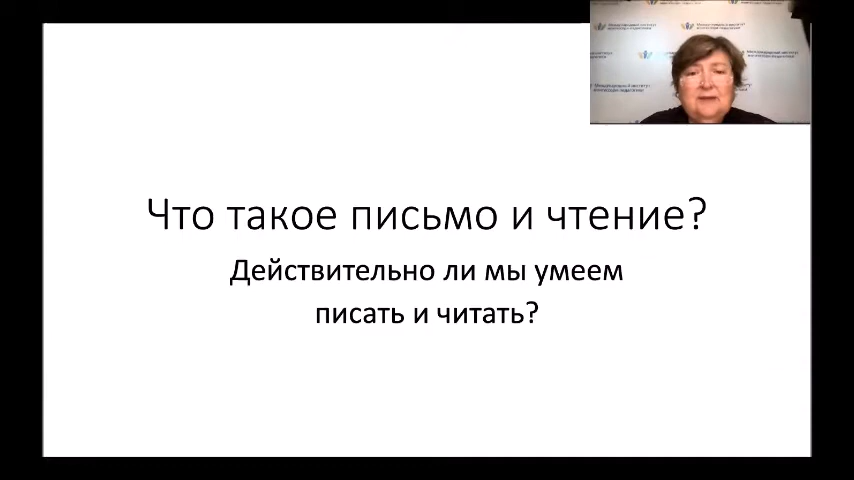 Что такое письмо и чтение?
Действительно ли мы умеем
писать и читать?